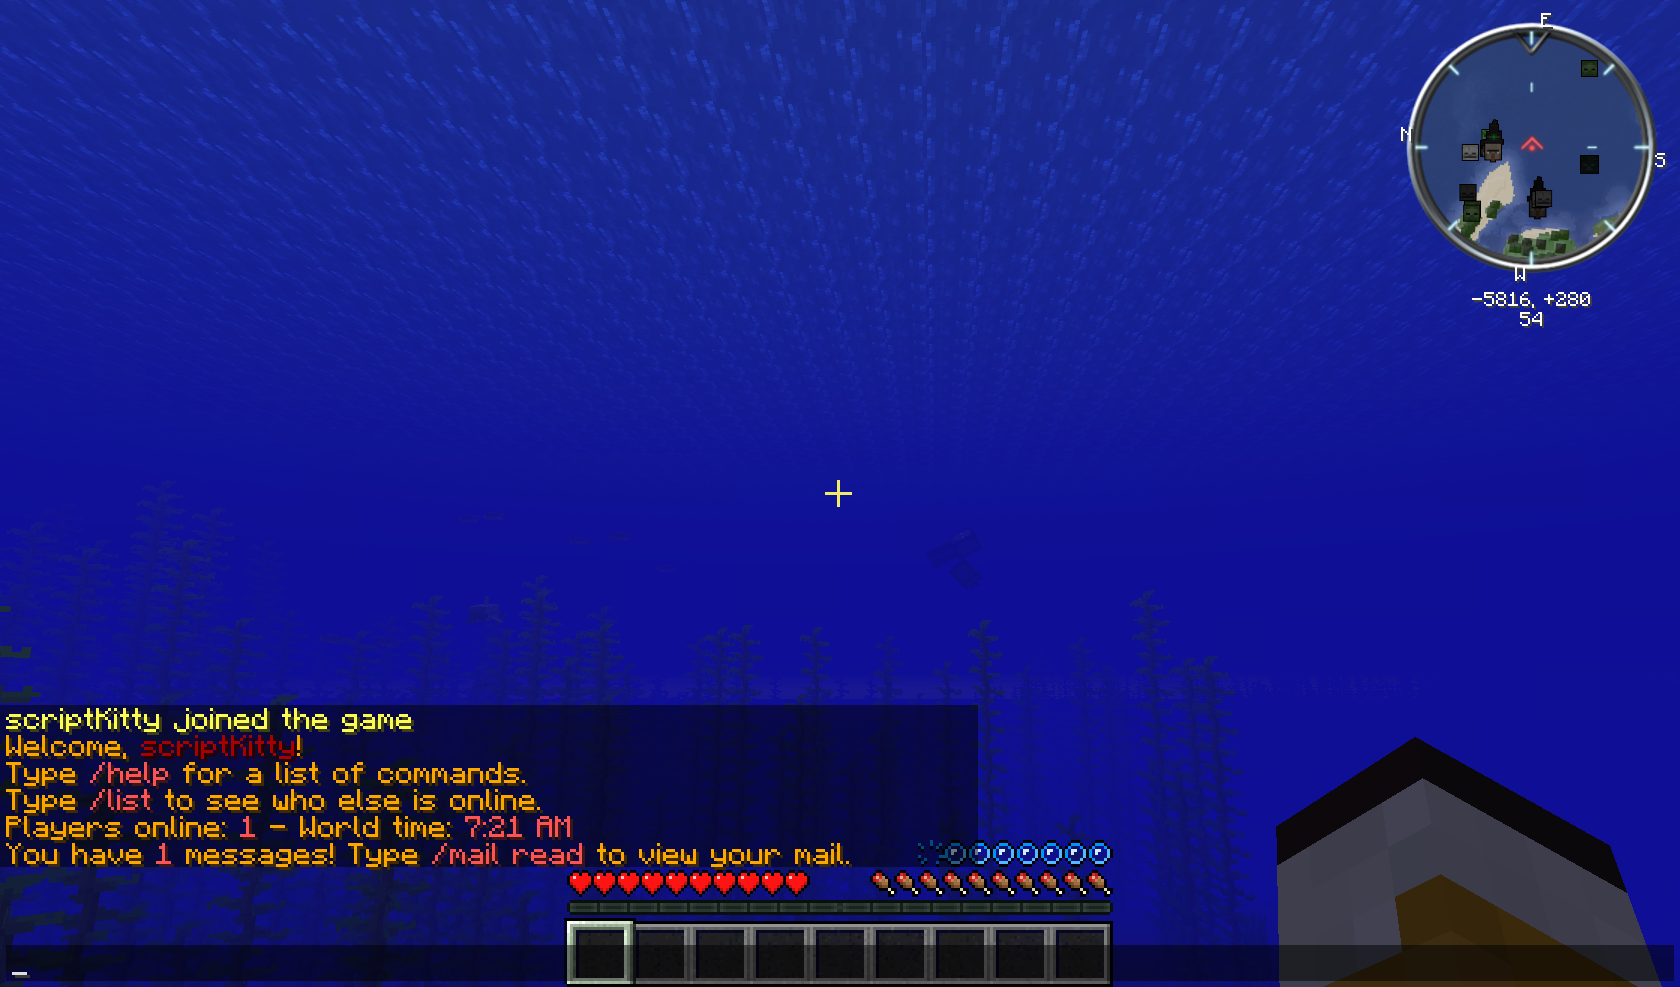 E
N
S
W
-5816, +280
54
scriptKitty joined the game
Welcome, scriptKitty!
Type /help for a list of commands.
Type /list to see who else is online.
Players online: 1 - World time: 7:21 AM
You have 1 messages! Type /mail read to view your mail.
_